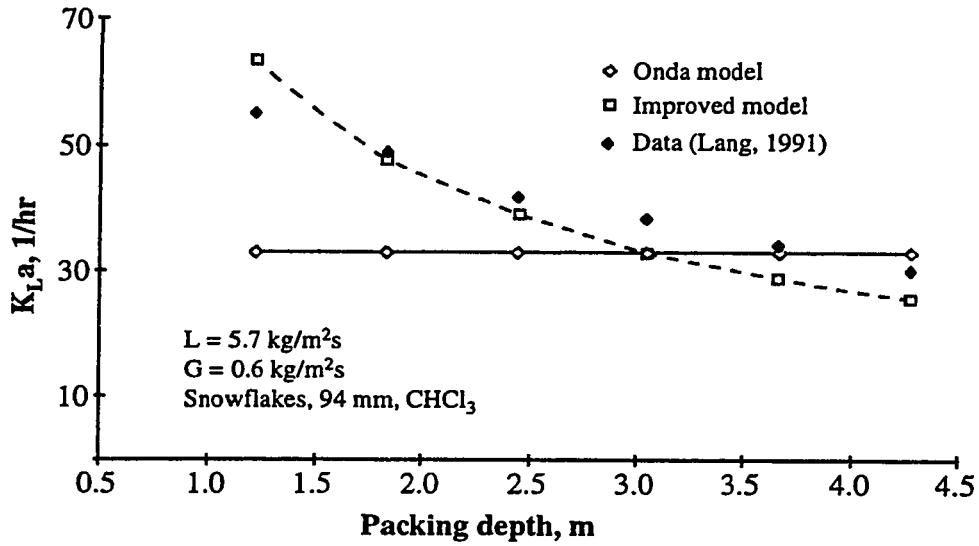 70
50
30
10
K_L a, 1/hr
Onda model
Improved model
Data (Lang, 1991)
L = 5.7 kg/m²s
G = 0.6 kg/m²s
Snowflakes, 94 mm, CHCl₃
0.5 1.0 1.5 2.0 2.5 3.0 3.5 4.0 4.5
Packing depth, m